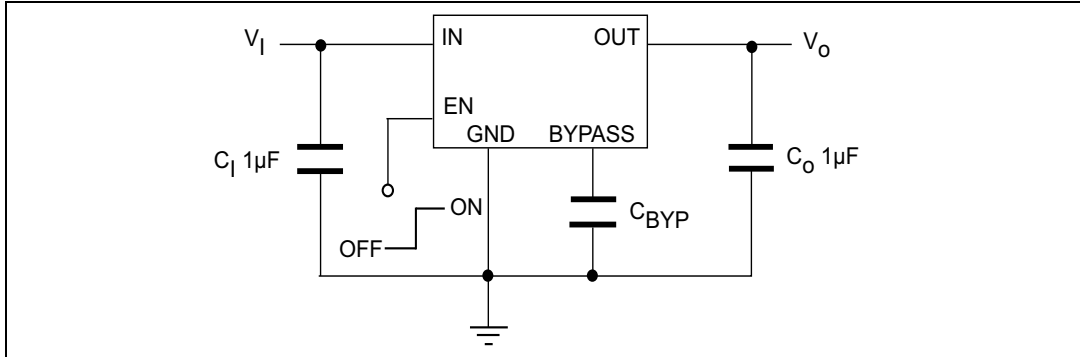 V_I
IN
OUT
V_o
EN
GND
BYPASS
C_I 1µF
C_o 1µF
ON
C_BYP
OFF